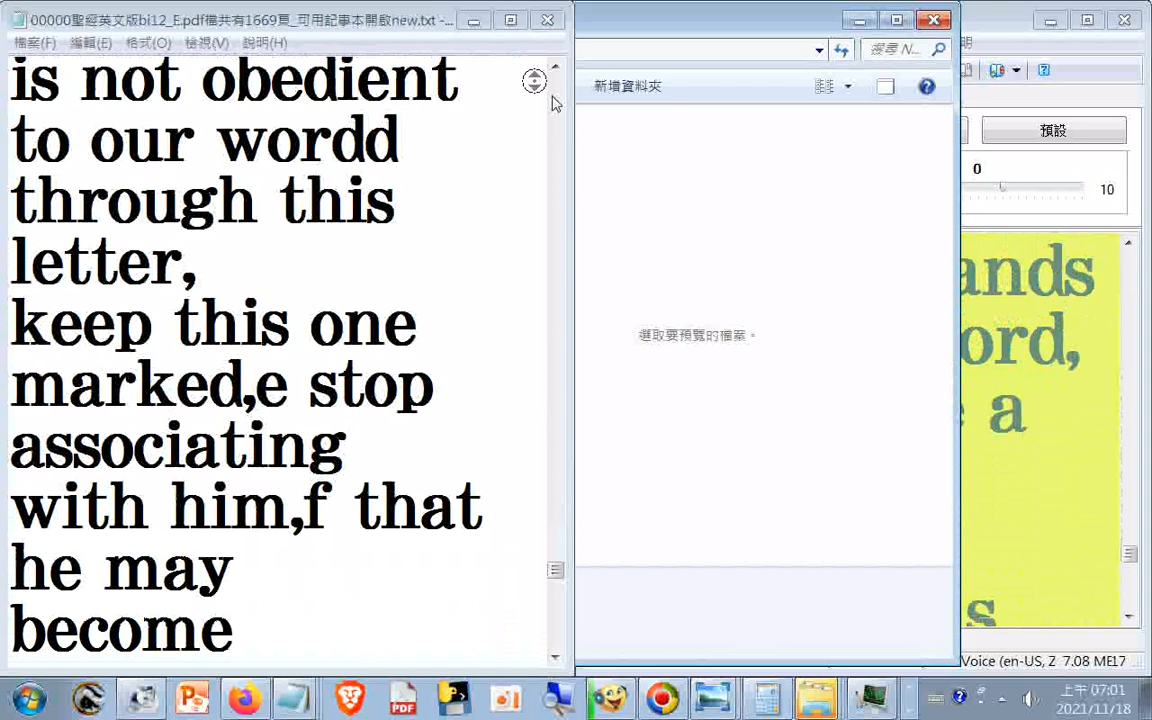 00000聖經英文版bi12_E.pdf檔共有1669頁_可用記事本開啟new.txt -...
檔案(F) 編輯(E) 格式(O) 檢視(V) 說明(H)
is not obedient
to our wordd
through this
letter,
keep this one
marked,e stop
associating
with him,f that
he may
become
搜尋 N...
新增資料夾
選取要預覽的檔案。
明
預設
0
10
ands
ord,
a
s
Voice (en-US, Z 7.08 ME17
上午 07:01
2021/11/18
PDF